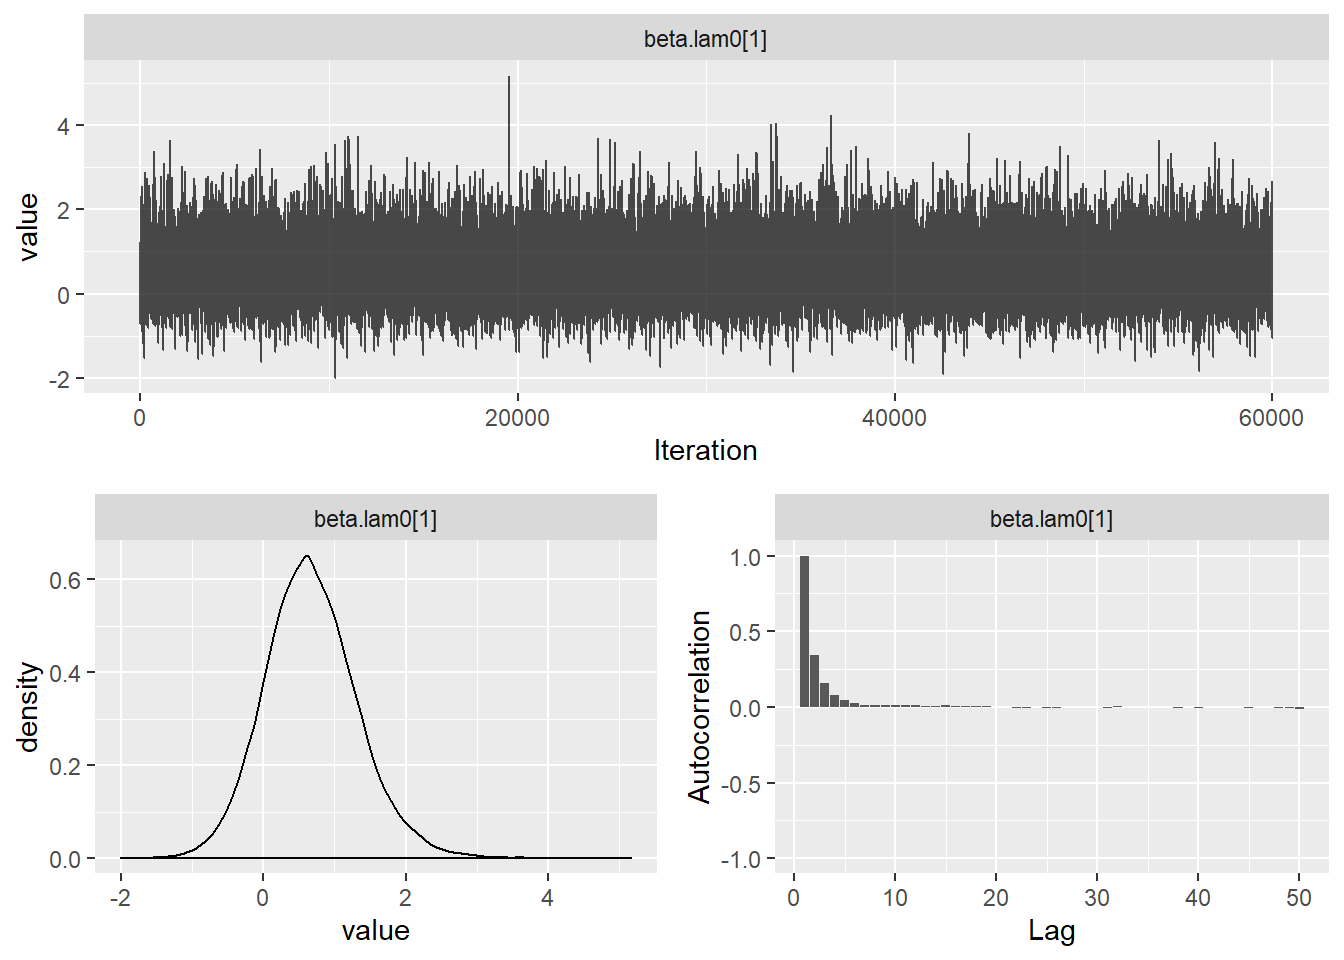 beta.lam0[1]
value
4
2
0
-2
0 20000 40000 60000
Iteration
beta.lam0[1]
density
0.6
0.4
0.2
0.0
-2 0 2 4
value
beta.lam0[1]
Autocorrelation
1.0
0.5
0.0
-0.5
-1.0
0 10 20 30 40 50
Lag